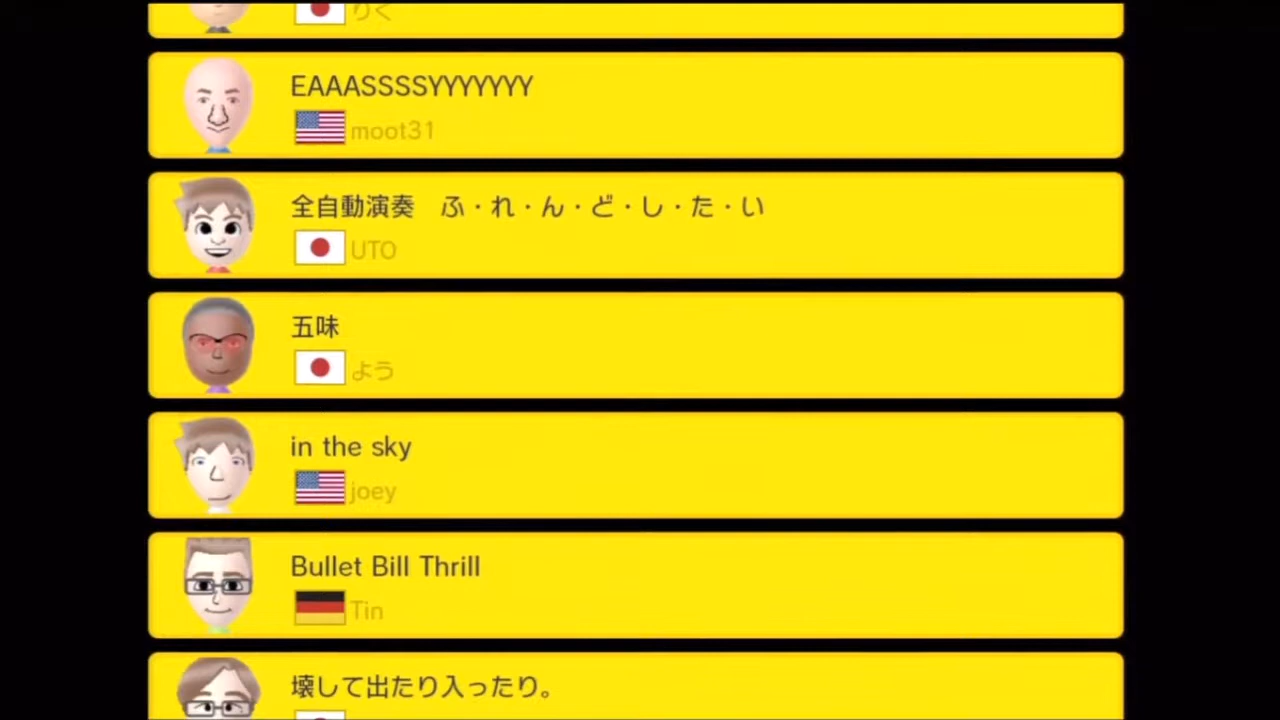 りく
EAAASSSSYYYYYYY
moot31
全自動演奏　ふ・れ・ん・ど・し・た・い
UTO
五味
よう
in the sky
joey
Bullet Bill Thrill
Tin
壊して出たり入ったり。